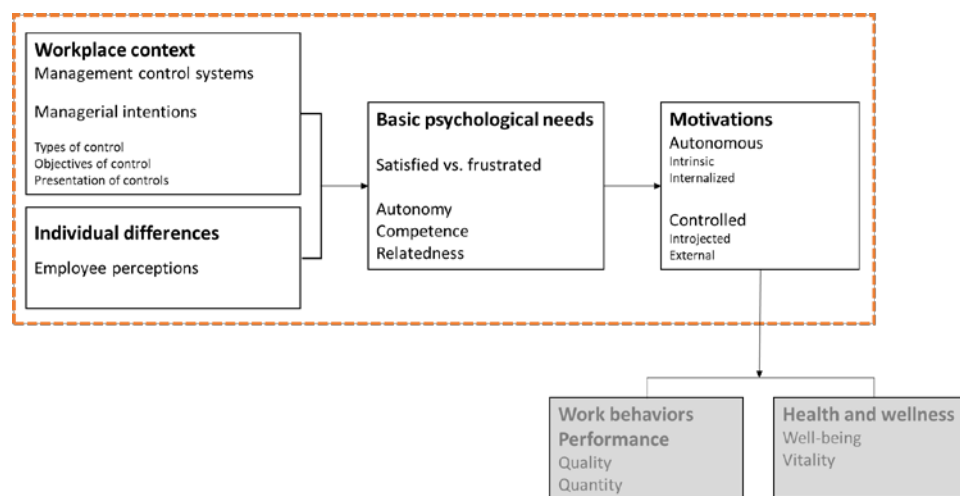 Workplace context
Management control systems
Managerial intentions
Types of control
Objectives of control
Presentation of controls
Individual differences
Employee perceptions
Basic psychological needs
Satisfied vs. frustrated
Autonomy
Competence
Relatedness
Motivations
Autonomous
Intrinsic
Internalized
Controlled
Introjected
External
Work behaviors
Performance
Quality
Quantity
Health and wellness
Well-being
Vitality